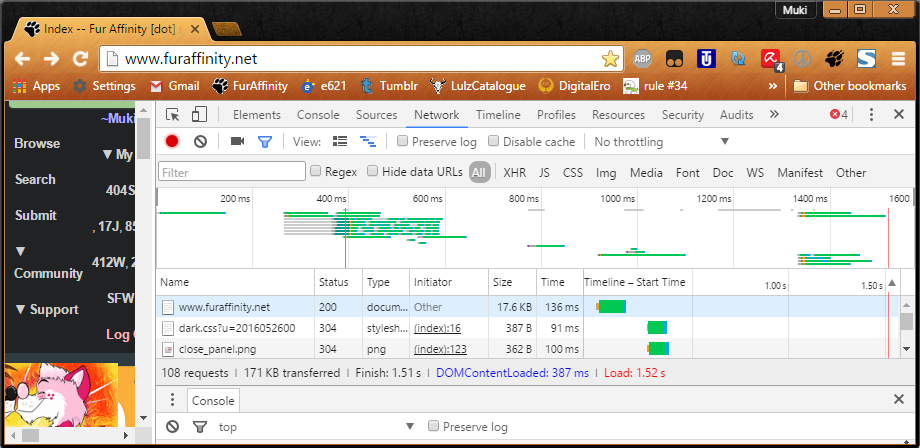 Muki
Index -- Fur Affinity [dot]
www.furaffinity.net
ABP
4
Apps Settings Gmail FurAffinity e621 Tumblr LulzCatalogue DigitalEro rule #34 » Other bookmarks
~Muki
Browse
▼ My
Search
404S
Submit
, 17J, 85
▼
Community
412W, 2
SFW
▼ Support
Log
Elements Console Sources Network Timeline Profiles Resources Security Audits » 4
View: Preserve log Disable cache No throttling
Filter Regex Hide data URLs All XHR JS CSS Img Media Font Doc WS Manifest Other
200 ms 400 ms 600 ms 800 ms 1000 ms 1200 ms 1400 ms 1600
Name Status Type Initiator Size Time Timeline – Start Time 1.00 s 1.50 s
www.furaffinity.net 200 docum... Other 17.6 KB 136 ms
dark.css?u=2016052600 304 stylesh... (index):16 387 B 91 ms
close_panel.png 304 png (index):123 362 B 100 ms
108 requests | 171 KB transferred | Finish: 1.51 s | DOMContentLoaded: 387 ms | Load: 1.52 s
Console
top Preserve log